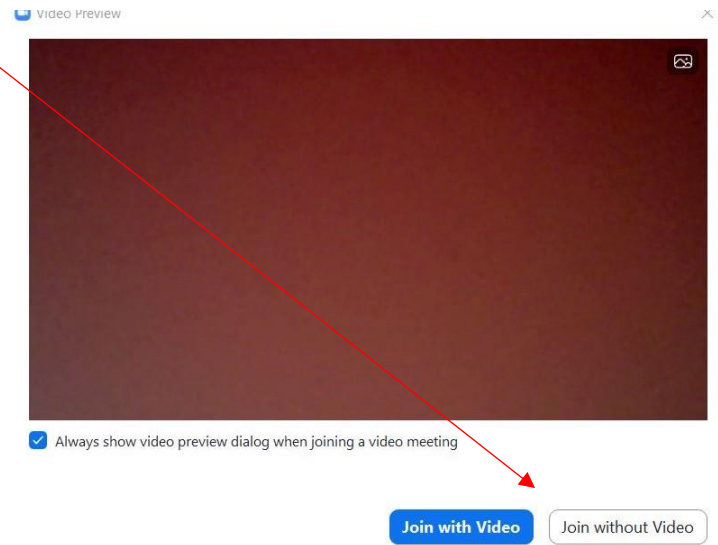 Video Preview
Always show video preview dialog when joining a video meeting
Join with Video
Join without Video